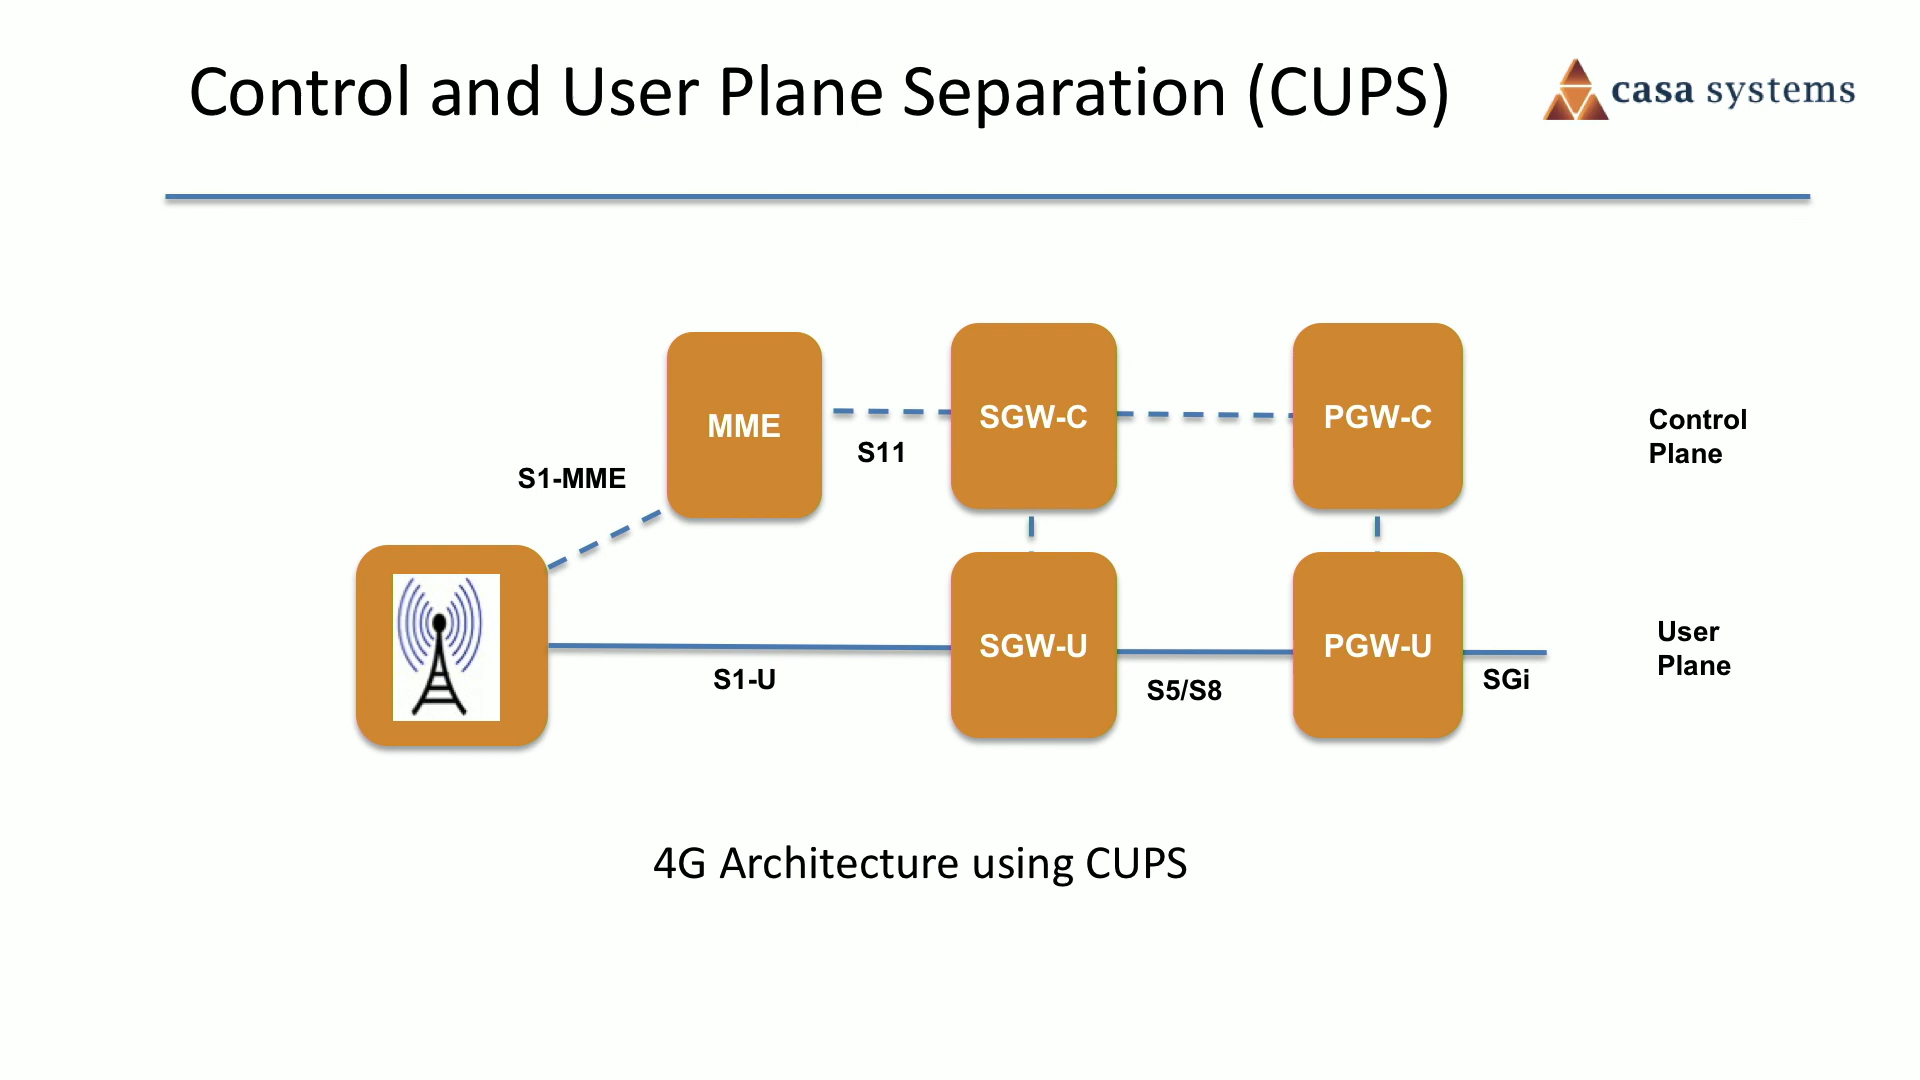 Control and User Plane Separation (CUPS)
casa systems
MME
SGW-C
PGW-C
Control
Plane
S11
S1-MME
SGW-U
PGW-U
User
Plane
S1-U
S5/S8
SGi
4G Architecture using CUPS